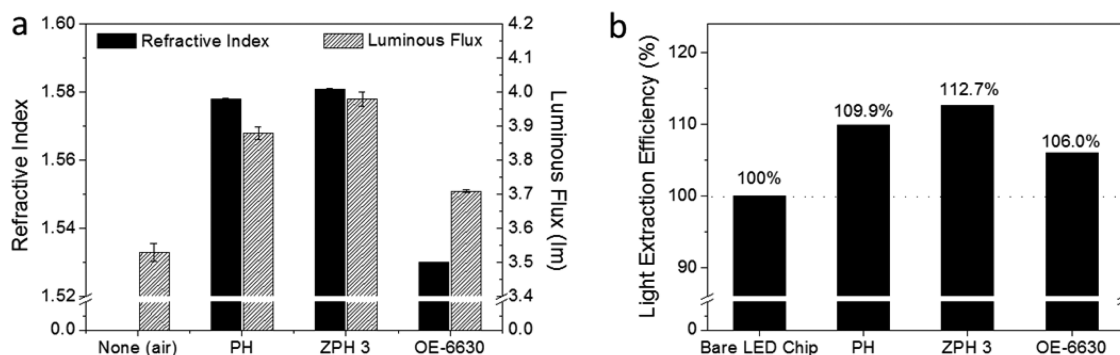 a
Refractive Index
Luminous Flux
Refractive Index
1.60
1.58
1.56
1.54
1.52
0.0
4.2
4.1
4.0
3.9
3.8
3.7
3.6
3.5
3.4
0.0
Luminous Flux (lm)
None (air)
PH
ZPH 3
OE-6630
b
Light Extraction Efficiency (%)
120
110
100
90
0
100%
109.9%
112.7%
106.0%
Bare LED Chip
PH
ZPH 3
OE-6630